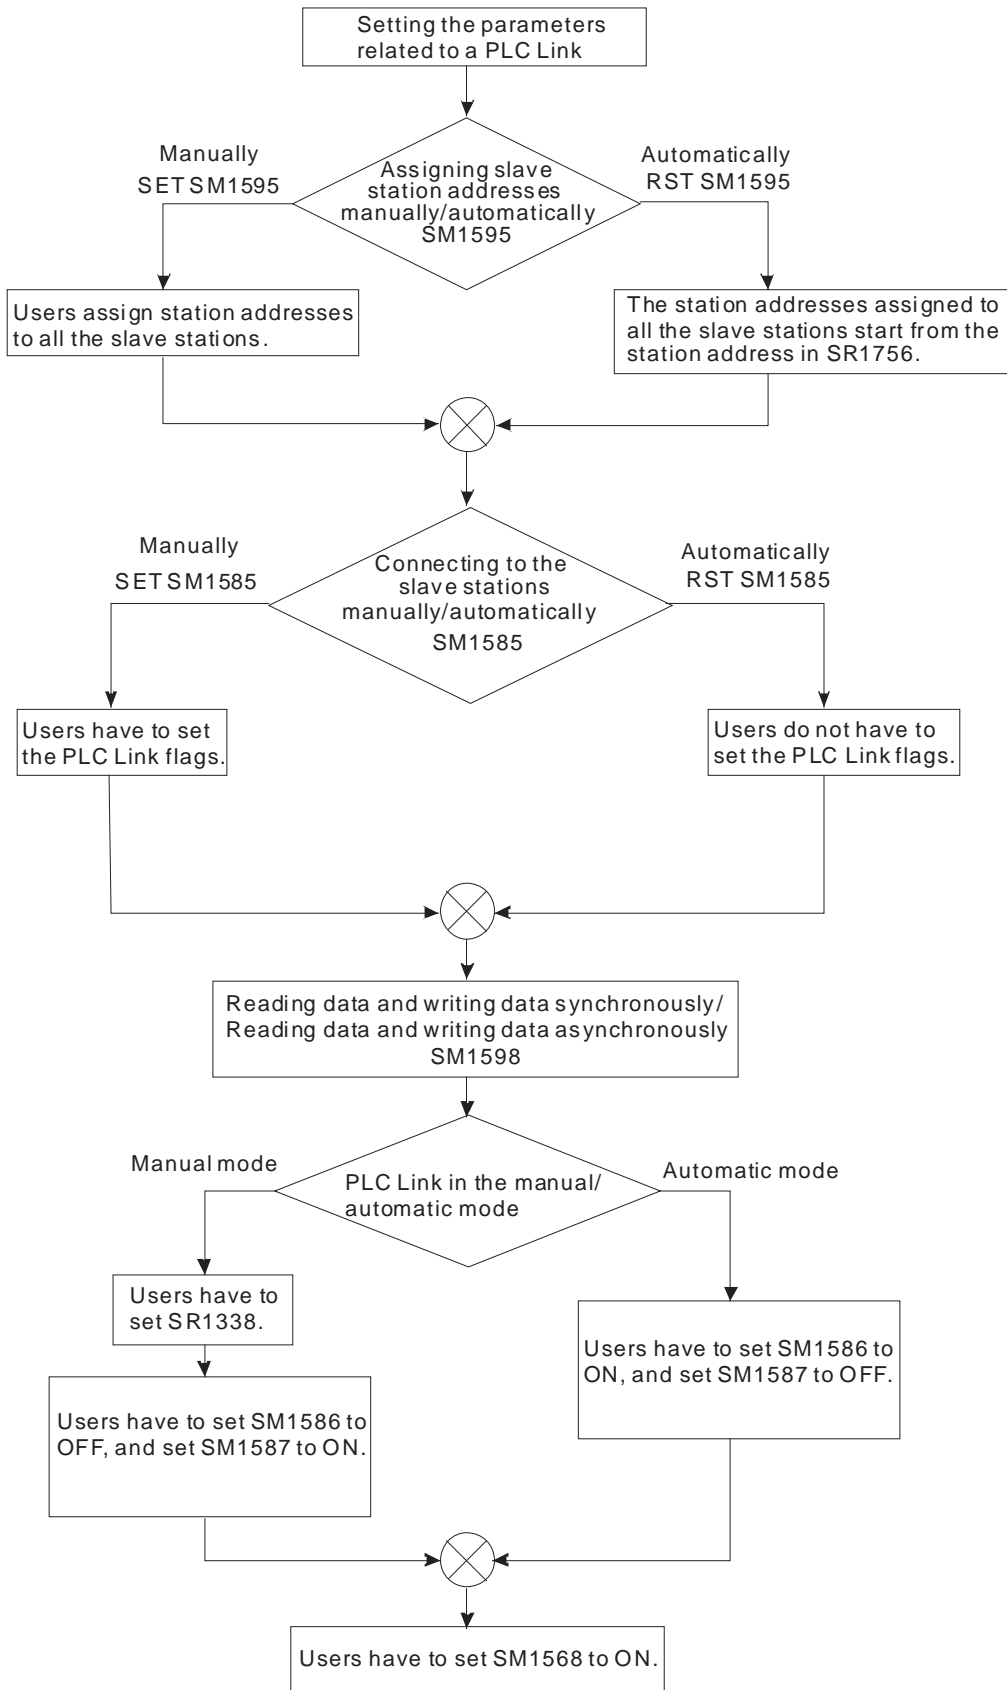 Setting the parameters
related to a PLC Link
Manually
SET SM1595
Assigning slave
station addresses
manually/automatically
SM1595
Automatically
RST SM1595
Users assign station addresses
to all the slave stations.
The station addresses assigned to
all the slave stations start from the
station address in SR1756.
Manually
SET SM1585
Connecting to the
slave stations
manually/automatically
SM1585
Automatically
RST SM1585
Users have to set
the PLC Link flags.
Users do not have to
set the PLC Link flags.
Reading data and writing data synchronously/
Reading data and writing data asynchronously
SM1598
Manual mode
PLC Link in the manual/
automatic mode
Automatic mode
Users have to
set SR1338.
Users have to set SM1586 to
OFF, and set SM1587 to ON.
Users have to set SM1586 to
ON, and set SM1587 to OFF.
Users have to set SM1568 to ON.